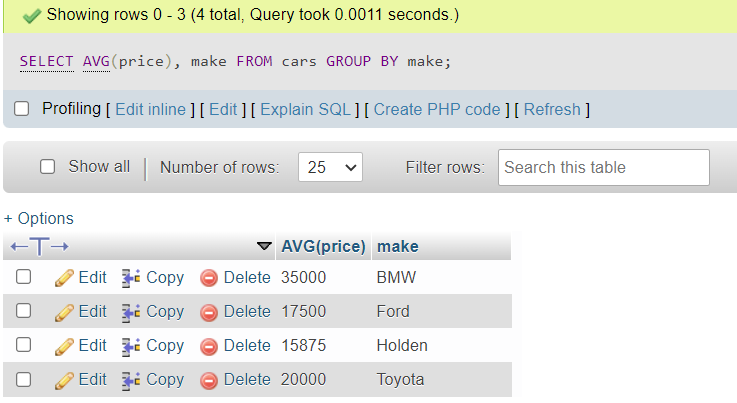 Showing rows 0 - 3 (4 total, Query took 0.0011 seconds.)
SELECT AVG(price), make FROM cars GROUP BY make;
Profiling [ Edit inline ] [ Edit ] [ Explain SQL ] [ Create PHP code ] [ Refresh ]
Show all Number of rows: 25 Filter rows: Search this table
+ Options
←T→ AVG(price) make
Edit Copy Delete 35000 BMW
Edit Copy Delete 17500 Ford
Edit Copy Delete 15875 Holden
Edit Copy Delete 20000 Toyota